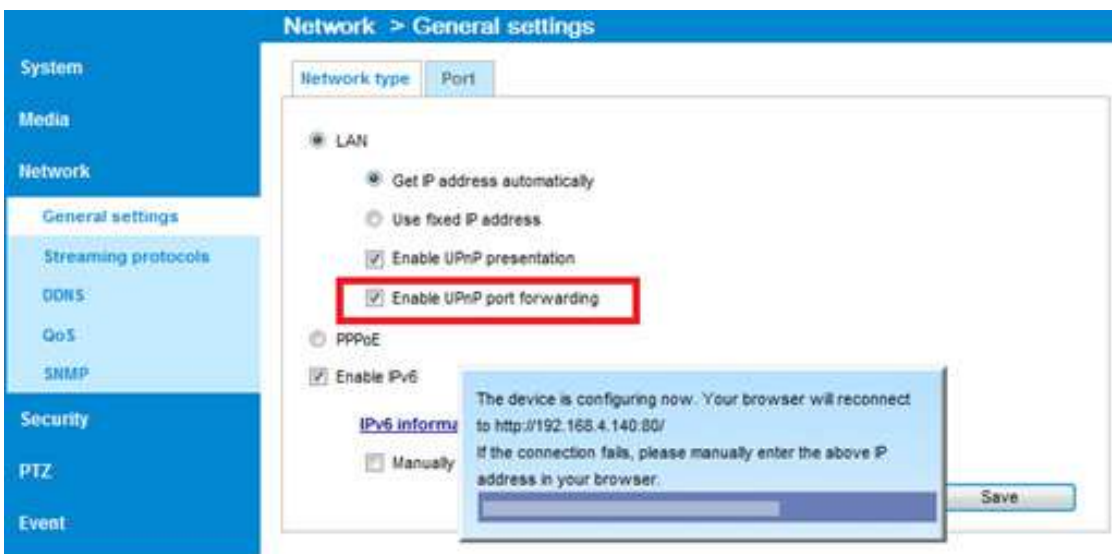 Network > General settings
System
Media
Network
General settings
Streaming protocols
DDNS
QoS
SNMP
Security
PTZ
Event
Network type
Port
LAN
Get IP address automatically
Use fixed IP address
Enable UPnP presentation
Enable UPnP port forwarding
PPPoE
Enable IPv6
IPv6 informa
Manually
The device is configuring now. Your browser will reconnect
to http://192.168.4.140:80/
If the connection fails, please manually enter the above IP
address in your browser.
Save